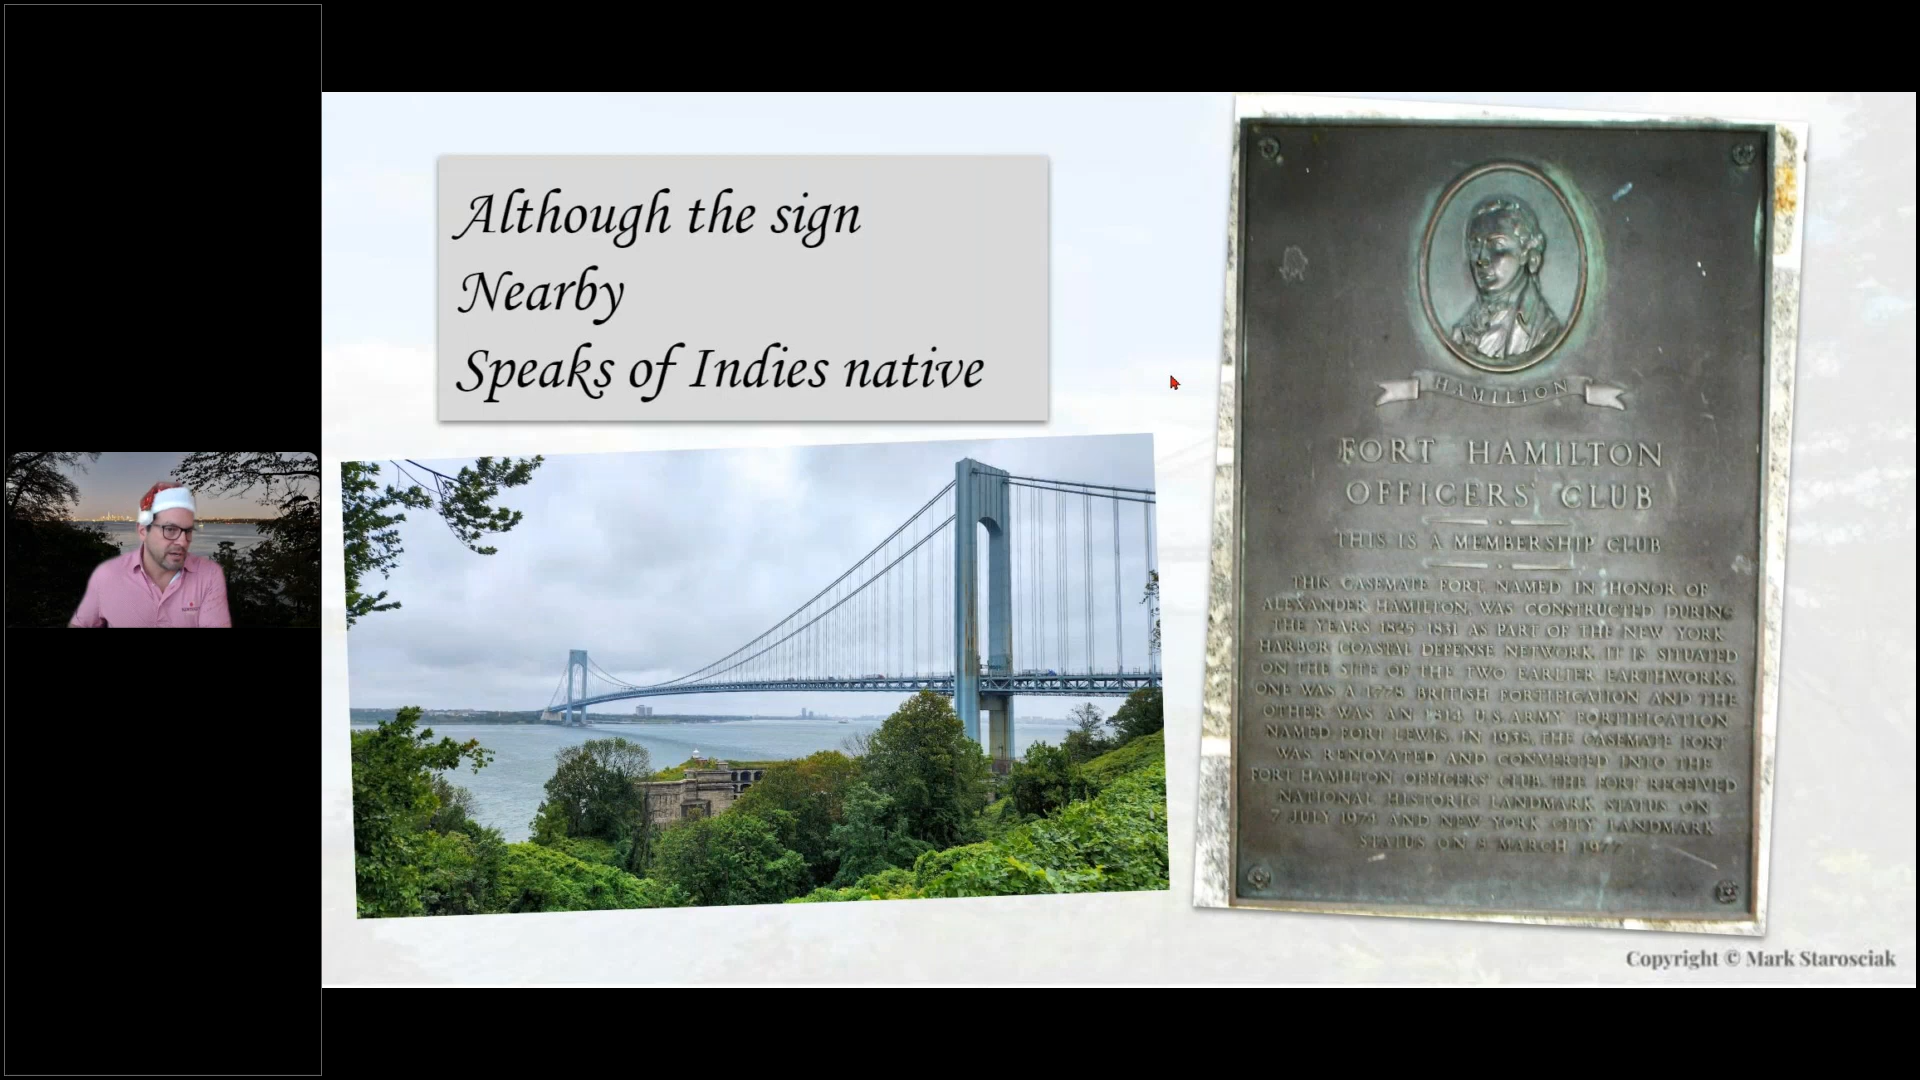 Although the sign
Nearby
Speaks of Indies native
HAMILTON
FORT HAMILTON
OFFICERS' CLUB
THIS IS A MEMBERSHIP CLUB
THIS CASEMATE FORT, NAMED IN HONOR OF
ALEXANDER HAMILTON, WAS CONSTRUCTED DURING
THE YEARS 1825-1831 AS PART OF THE NEW YORK
HARBOR COASTAL DEFENSE NETWORK. IT IS SITUATED
ON THE SITE OF THE TWO EARLIER EARTHWORKS.
ONE WAS A 1778 BRITISH FORTIFICATION AND THE
OTHER WAS AN 1814 U.S. ARMY FORTIFICATION
NAMED FORT LEWIS. IN 1938, THE CASEMATE FORT
WAS RENOVATED AND CONVERTED INTO THE
FORT HAMILTON OFFICERS' CLUB. THE FORT RECEIVED
NATIONAL HISTORIC LANDMARK STATUS ON
7 JULY 1974 AND NEW YORK CITY LANDMARK
STATUS ON 8 MARCH 1977
Copyright © Mark Starosciak